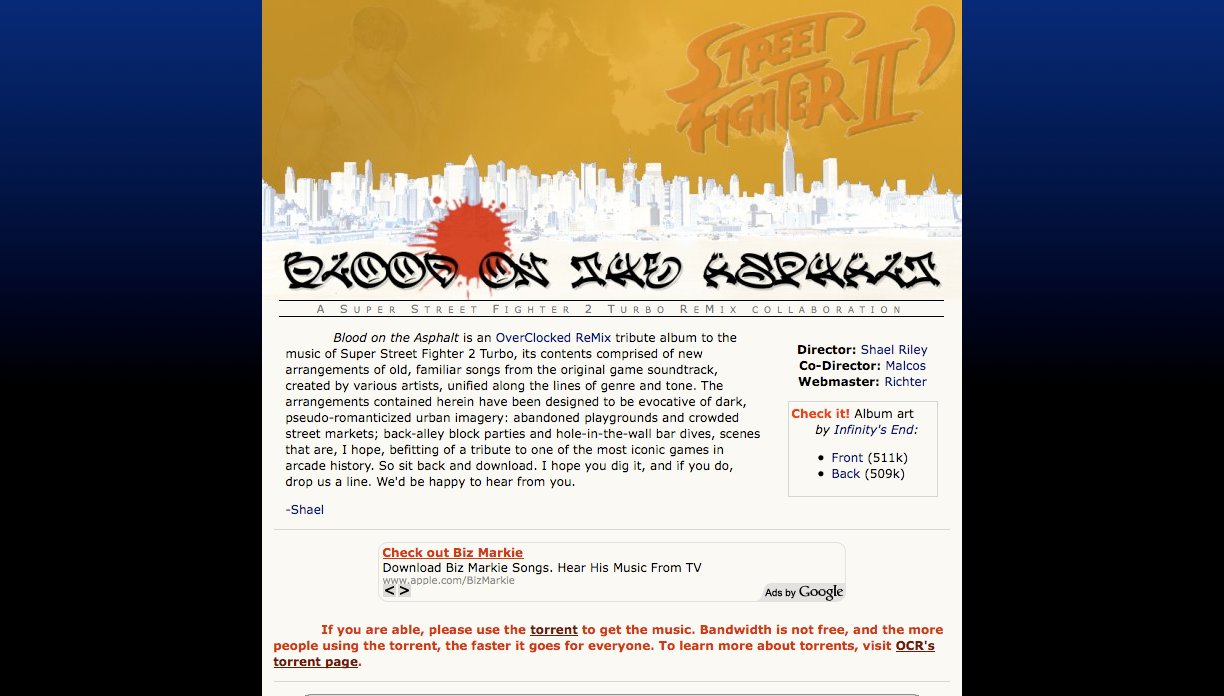 STREET
FIGHTER II'
BLOOD ON THE ASPHALT
A Super Street Fighter 2 Turbo ReMix collaboration
Blood on the Asphalt is an OverClocked ReMix tribute album to the
music of Super Street Fighter 2 Turbo, its contents comprised of new
arrangements of old, familiar songs from the original game soundtrack,
created by various artists, unified along the lines of genre and tone. The
arrangements contained herein have been designed to be evocative of dark,
pseudo-romanticized urban imagery: abandoned playgrounds and crowded
street markets; back-alley block parties and hole-in-the-wall bar dives, scenes
that are, I hope, befitting of a tribute to one of the most iconic games in
arcade history. So sit back and download. I hope you dig it, and if you do,
drop us a line. We'd be happy to hear from you.
-Shael
Director: Shael Riley
Co-Director: Malcos
Webmaster: Richter
Check it! Album art
by Infinity's End:
• Front (511k)
• Back (509k)
Check out Biz Markie
Download Biz Markie Songs. Hear His Music From TV
www.apple.com/BizMarkie
< >
Ads by Google
If you are able, please use the torrent to get the music. Bandwidth is not free, and the more
people using the torrent, the faster it goes for everyone. To learn more about torrents, visit OCR's
torrent page.